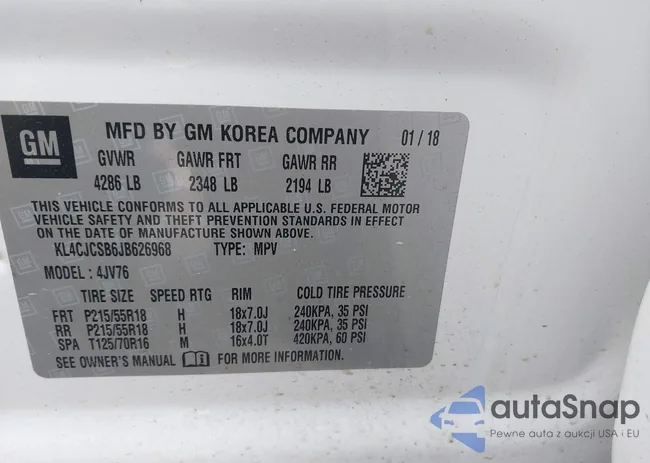 GM MFD BY GM KOREA COMPANY 01 / 18
GVWR GAWR FRT GAWR RR
4286 LB 2348 LB 2194 LB
THIS VEHICLE CONFORMS TO ALL APPLICABLE U.S. FEDERAL MOTOR
VEHICLE SAFETY AND THEFT PREVENTION STANDARDS IN EFFECT
ON THE DATE OF MANUFACTURE SHOWN ABOVE.
KL4CJCSB6JB626968 TYPE: MPV
MODEL : 4JV76
TIRE SIZE SPEED RTG RIM COLD TIRE PRESSURE
FRT P215/55R18 H 18x7.0J 240KPA, 35 PSI
RR P215/55R18 H 18x7.0J 240KPA, 35 PSI
SPA T125/70R16 M 16x4.0T 420KPA, 60 PSI
SEE OWNER'S MANUAL FOR MORE INFORMATION.
autaSnap
Pewne auta z aukcji USA i EU